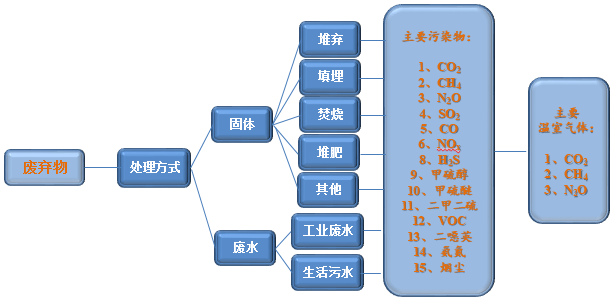 废弃物
处理方式
固体
废水
堆弃
填埋
焚烧
堆肥
其他
工业废水
生活污水
主要污染物：
1、CO2
2、CH4
3、N2O
4、SO2
5、CO
6、NO3
8、H2S
9、甲硫醇
10、甲硫醚
11、二甲二硫
12、VOC
13、二噁英
14、氨氮
15、烟尘
主要
温室气体：
1、CO2
2、CH4
3、N2O